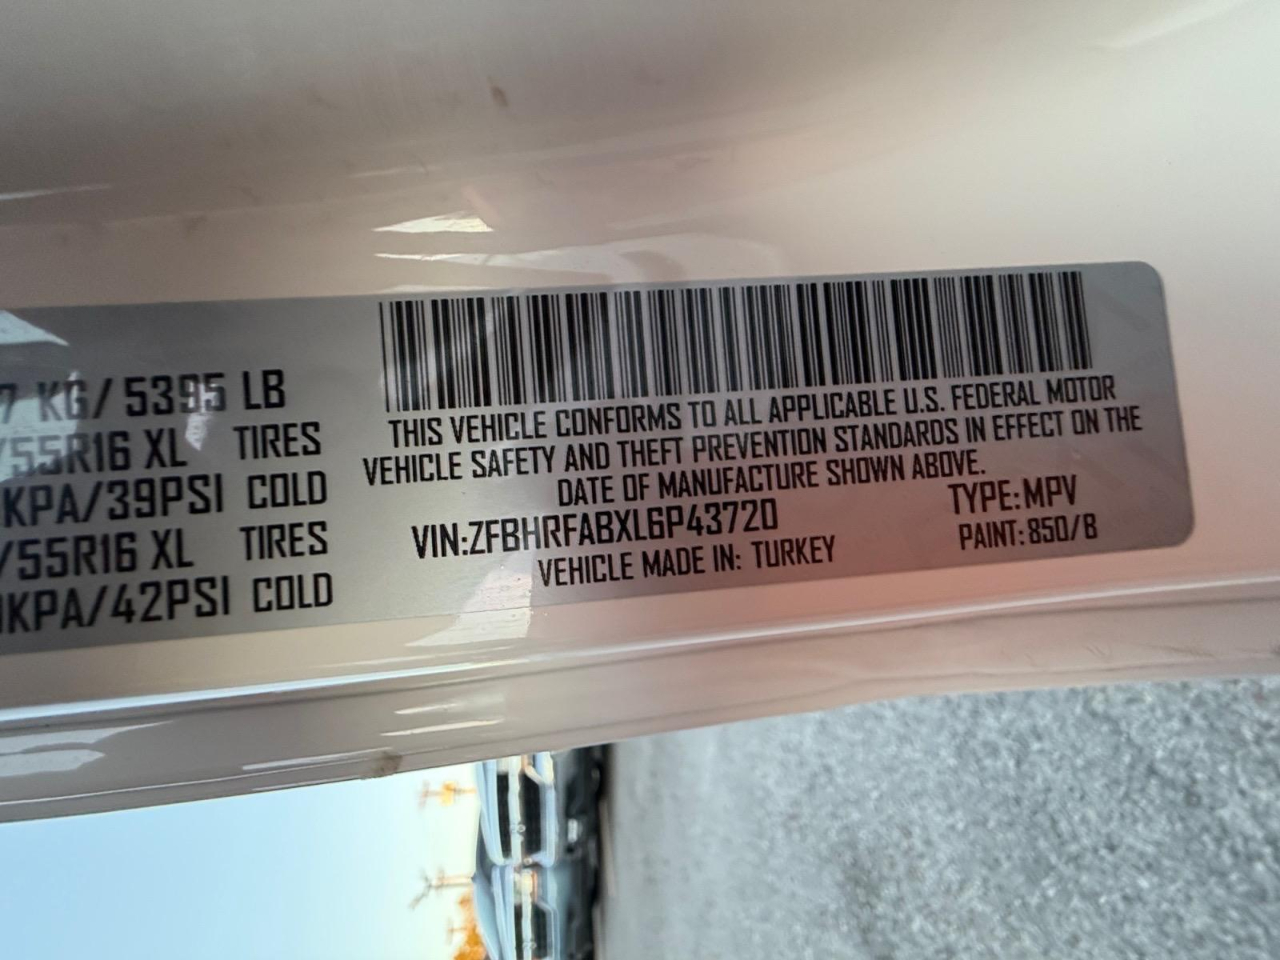 7 KG/5395 LB
/55R16 XL TIRES
KPA/39PSI COLD
/55R16 XL TIRES
0KPA/42PSI COLD
THIS VEHICLE CONFORMS TO ALL APPLICABLE U.S. FEDERAL MOTOR
VEHICLE SAFETY AND THEFT PREVENTION STANDARDS IN EFFECT ON THE
DATE OF MANUFACTURE SHOWN ABOVE.
VIN:ZFBHRFABXL6P43720
TYPE:MPV
VEHICLE MADE IN: TURKEY
PAINT:850/B